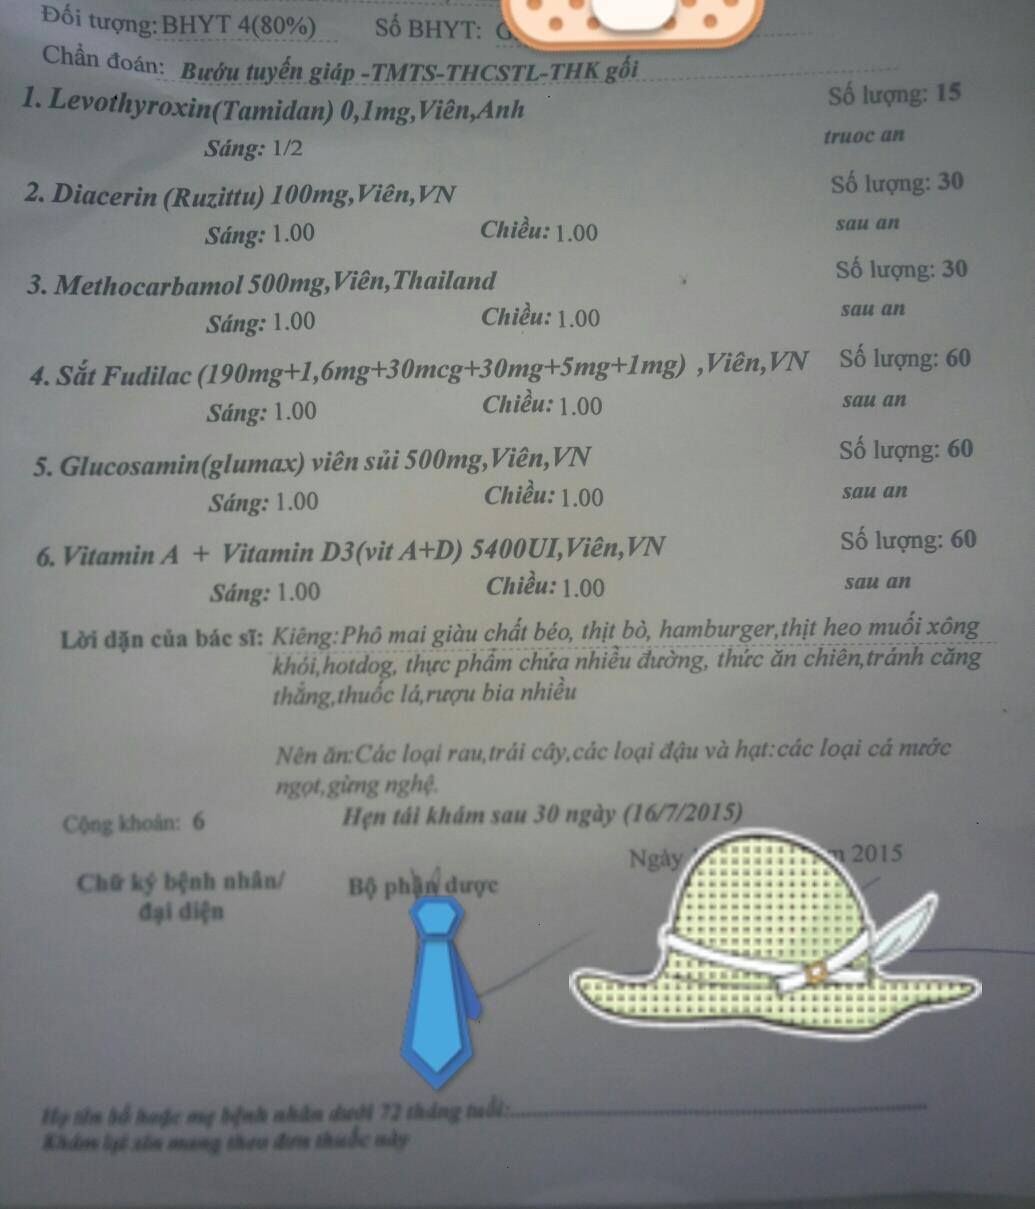 Đối tượng: BHYT 4(80%) Số BHYT: G
Chẩn đoán: Bướu tuyến giáp -TMTS-THCSTL-THK gối
1. Levothyroxin(Tamidan) 0,1mg,Viên,Anh Số lượng: 15
Sáng: 1/2 truoc an
2. Diacerin (Ruzittu) 100mg,Viên,VN Số lượng: 30
Sáng: 1.00 Chiều: 1.00 sau an
3. Methocarbamol 500mg,Viên,Thailand Số lượng: 30
Sáng: 1.00 Chiều: 1.00 sau an
4. Sắt Fudilac (190mg+1,6mg+30mcg+30mg+5mg+1mg) ,Viên,VN Số lượng: 60
Sáng: 1.00 Chiều: 1.00 sau an
5. Glucosamin(glumax) viên sủi 500mg,Viên,VN Số lượng: 60
Sáng: 1.00 Chiều: 1.00 sau an
6. Vitamin A + Vitamin D3(vit A+D) 5400UI,Viên,VN Số lượng: 60
Sáng: 1.00 Chiều: 1.00 sau an
Lời dặn của bác sĩ: Kiêng:Phô mai giàu chất béo, thịt bò, hamburger,thịt heo muối xông
khói,hotdog, thực phẩm chứa nhiều đường, thức ăn chiên,tránh căng
thẳng,thuốc lá,rượu bia nhiều
Nên ăn:Các loại rau,trái cây,các loại đậu và hạt:các loại cá nước
ngọt,gừng nghệ.
Cộng khoản: 6 Hẹn tái khám sau 30 ngày (16/7/2015)
Ngày 2015
Chữ ký bệnh nhân/ Bộ phận dược
đại diện
Họ tên bố hoặc mẹ bệnh nhân dưới 72 tháng tuổi:
Khám lại xin mang theo đơn thuốc này